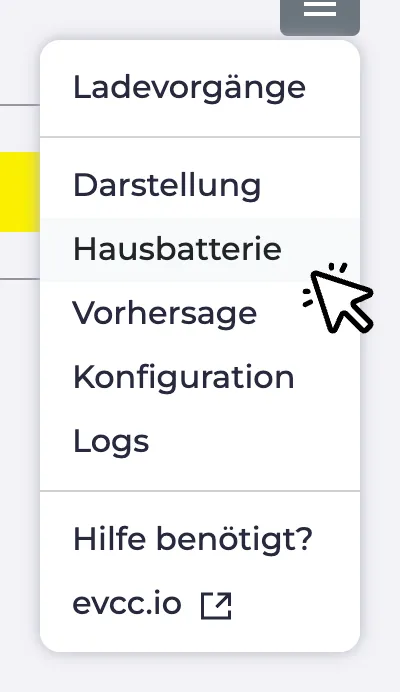 Ladevorgänge
Darstellung
Hausbatterie
Vorhersage
Konfiguration
Logs
Hilfe benötigt?
evcc.io